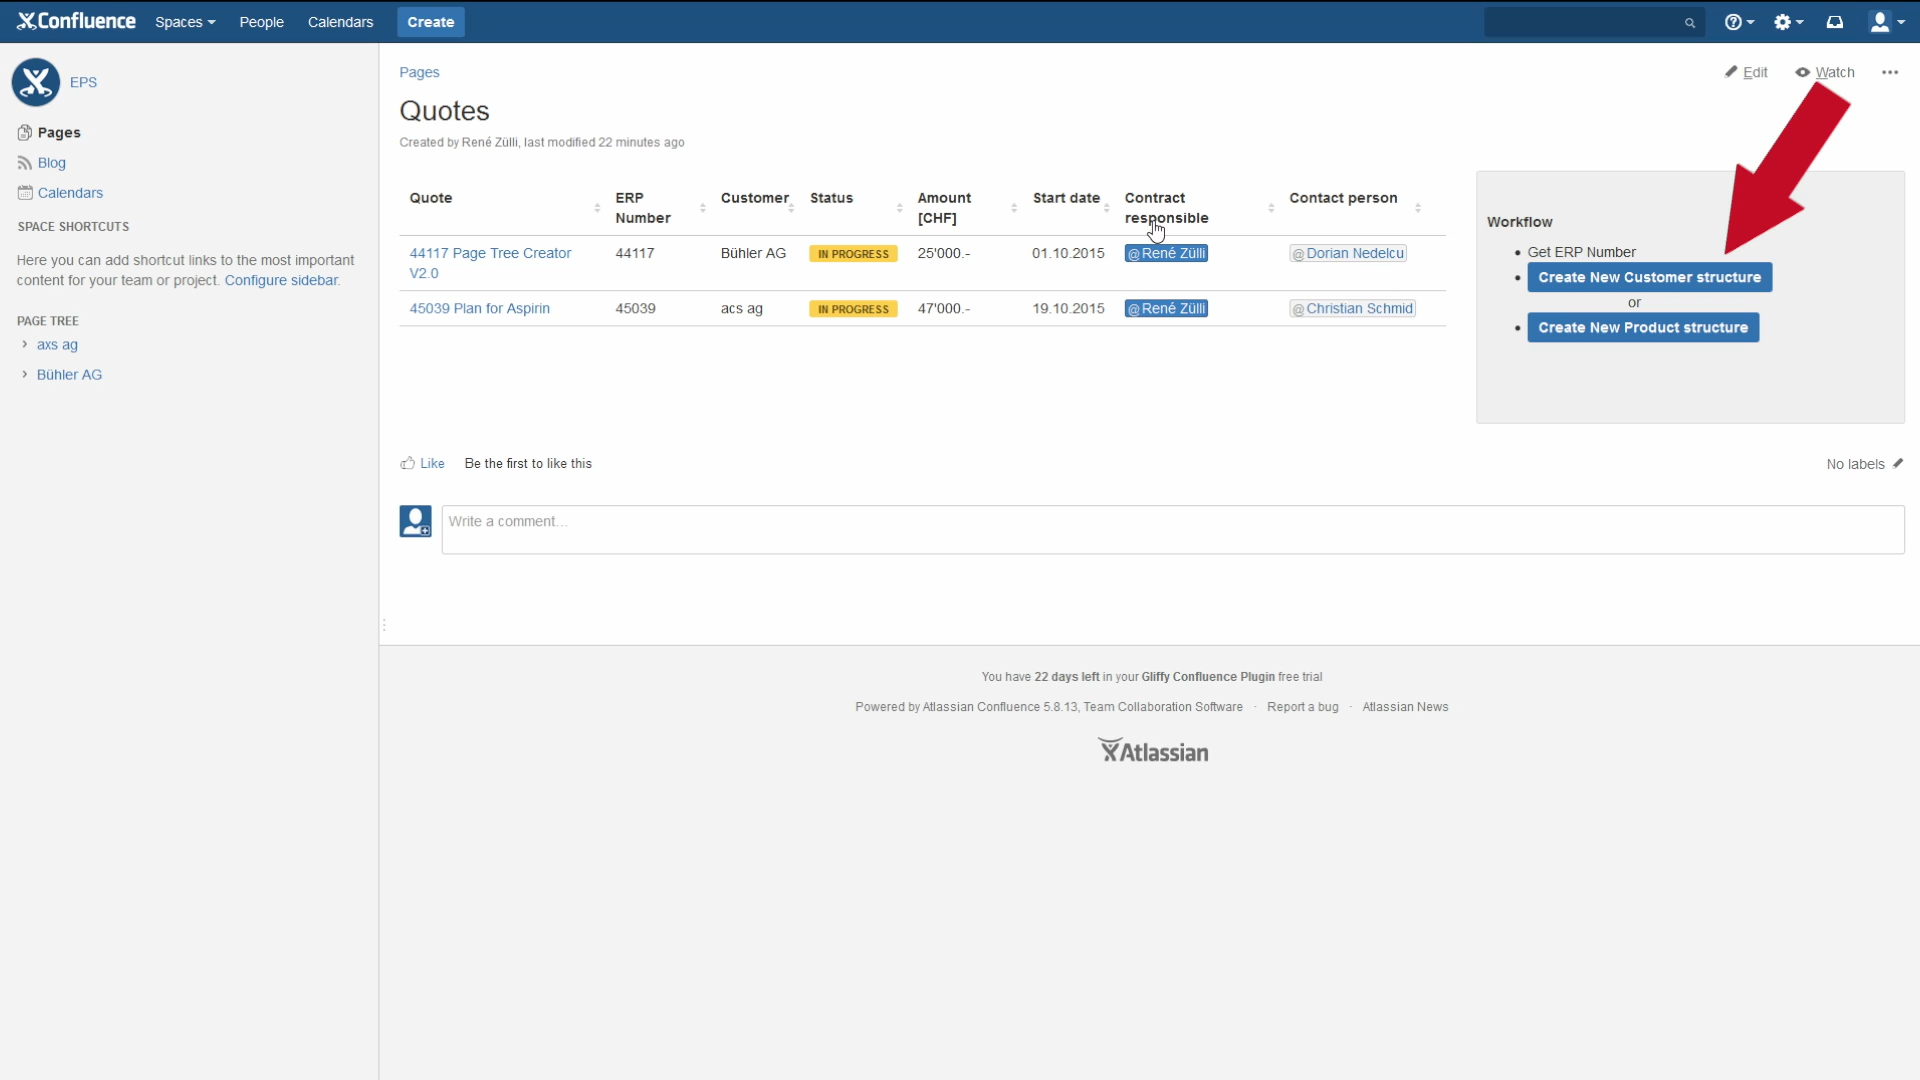 Confluence Spaces People Calendars Create
EPS
Pages
Blog
Calendars
SPACE SHORTCUTS
Here you can add shortcut links to the most important
content for your team or project. Configure sidebar.
PAGE TREE
axs ag
Bühler AG
Pages
Edit Watch
Quotes
Created by René Zülli, last modified 22 minutes ago
Quote ERP Number Customer Status Amount [CHF] Start date Contract responsible Contact person
44117 Page Tree Creator V2.0 44117 Bühler AG IN PROGRESS 25'000.- 01.10.2015 @René Zülli @Dorian Nedelcu
45039 Plan for Aspirin 45039 acs ag IN PROGRESS 47'000.- 19.10.2015 @René Zülli @Christian Schmid
Workflow
• Get ERP Number
• Create New Customer structure
or
• Create New Product structure
Like Be the first to like this
No labels
Write a comment...
You have 22 days left in your Gliffy Confluence Plugin free trial
Powered by Atlassian Confluence 5.8.13, Team Collaboration Software · Report a bug · Atlassian News
Atlassian